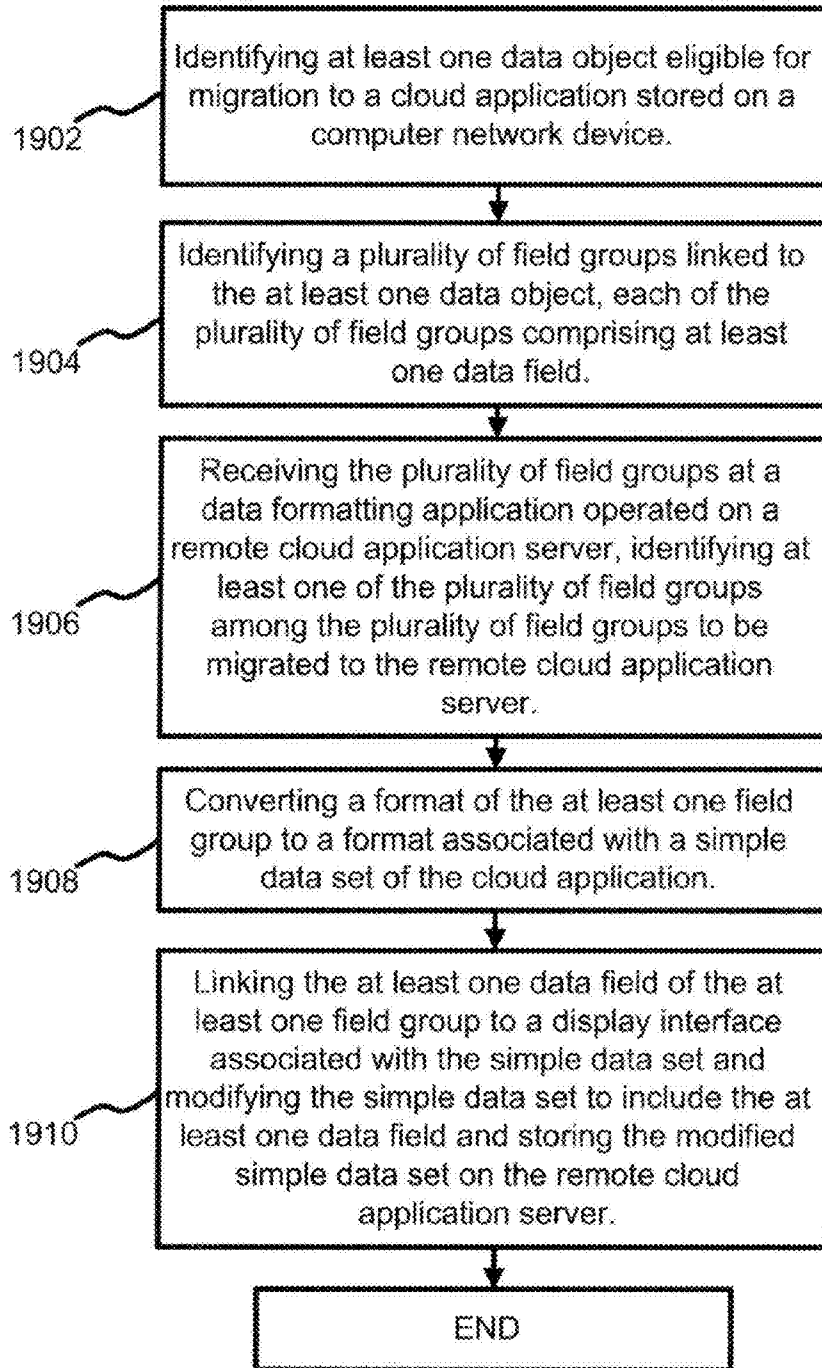 Identifying at least one data object eligible for
migration to a cloud application stored on a
computer network device.
1902
Identifying a plurality of field groups linked to
the at least one data object, each of the
plurality of field groups comprising at least
one data field.
1904
Receiving the plurality of field groups at a
data formatting application operated on a
remote cloud application server, identifying at
least one of the plurality of field groups
among the plurality of field groups to be
migrated to the remote cloud application
server.
1906
Converting a format of the at least one field
group to a format associated with a simple
data set of the cloud application.
1908
Linking the at least one data field of the at
least one field group to a display interface
associated with the simple data set and
modifying the simple data set to include the at
least one data field and storing the modified
simple data set on the remote cloud
application server.
1910
END